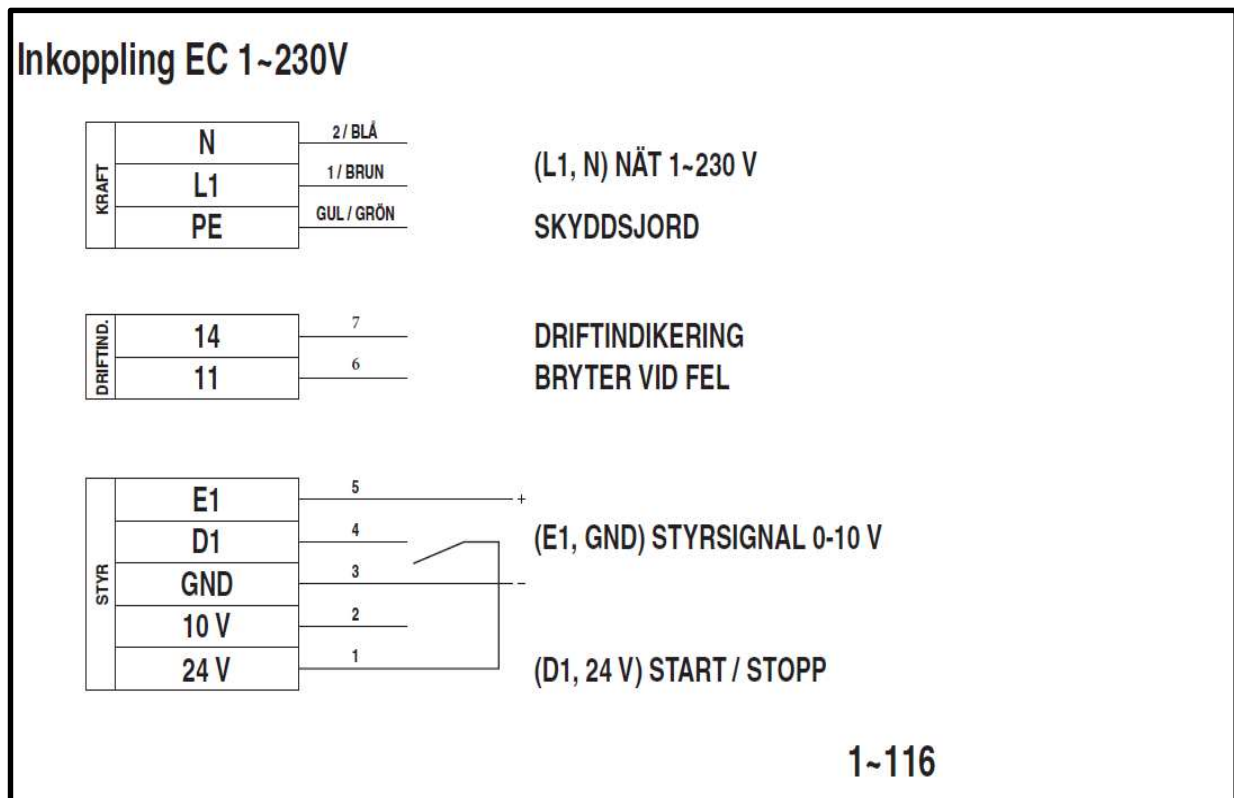 Inkoppling EC 1~230V
KRAFT
N 2 / BLÅ
L1 1 / BRUN
PE GUL / GRÖN
(L1, N) NÄT 1~230 V
SKYDDSJORD
DRIFTIND.
14 7 DRIFTINDIKERING
11 6 BRYTER VID FEL
STYR
E1 5 +
D1 4 (E1, GND) STYRSIGNAL 0-10 V
GND 3 –
10 V 2
24 V 1 (D1, 24 V) START / STOPP
1~116